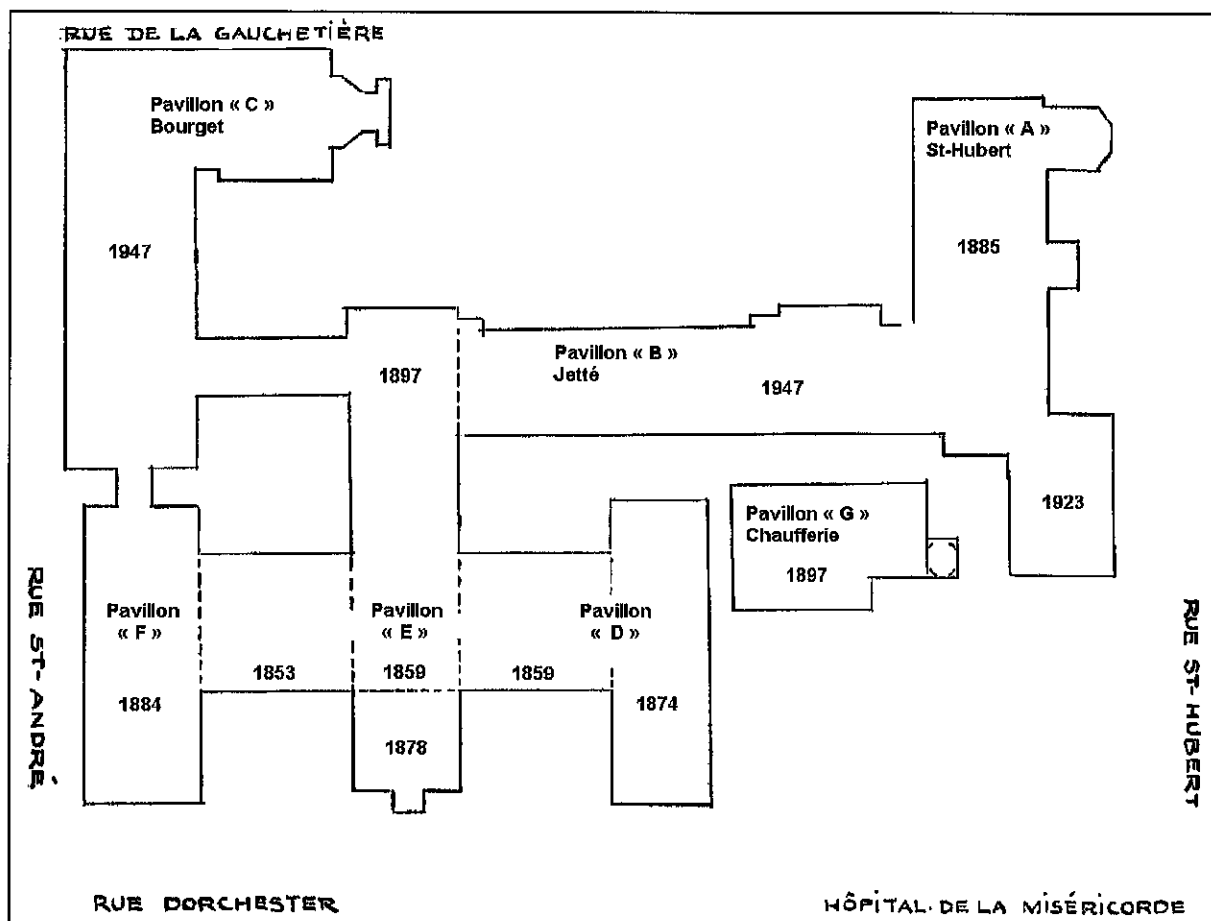 RUE DE LA GAUCHETIÈRE
Pavillon « C »
Bourget
Pavillon « A »
St-Hubert
1947
1885
Pavillon « B »
Jetté
1897
1947
Pavillon « G »
Chaufferie
1897
1923
RUE ST-ANDRÉ
Pavillon
« F »
Pavillon
« E »
Pavillon
« D »
1853
1859
1859
1884
1874
1878
RUE ST-HUBERT
RUE DORCHESTER
HÔPITAL DE LA MISÉRICORDE